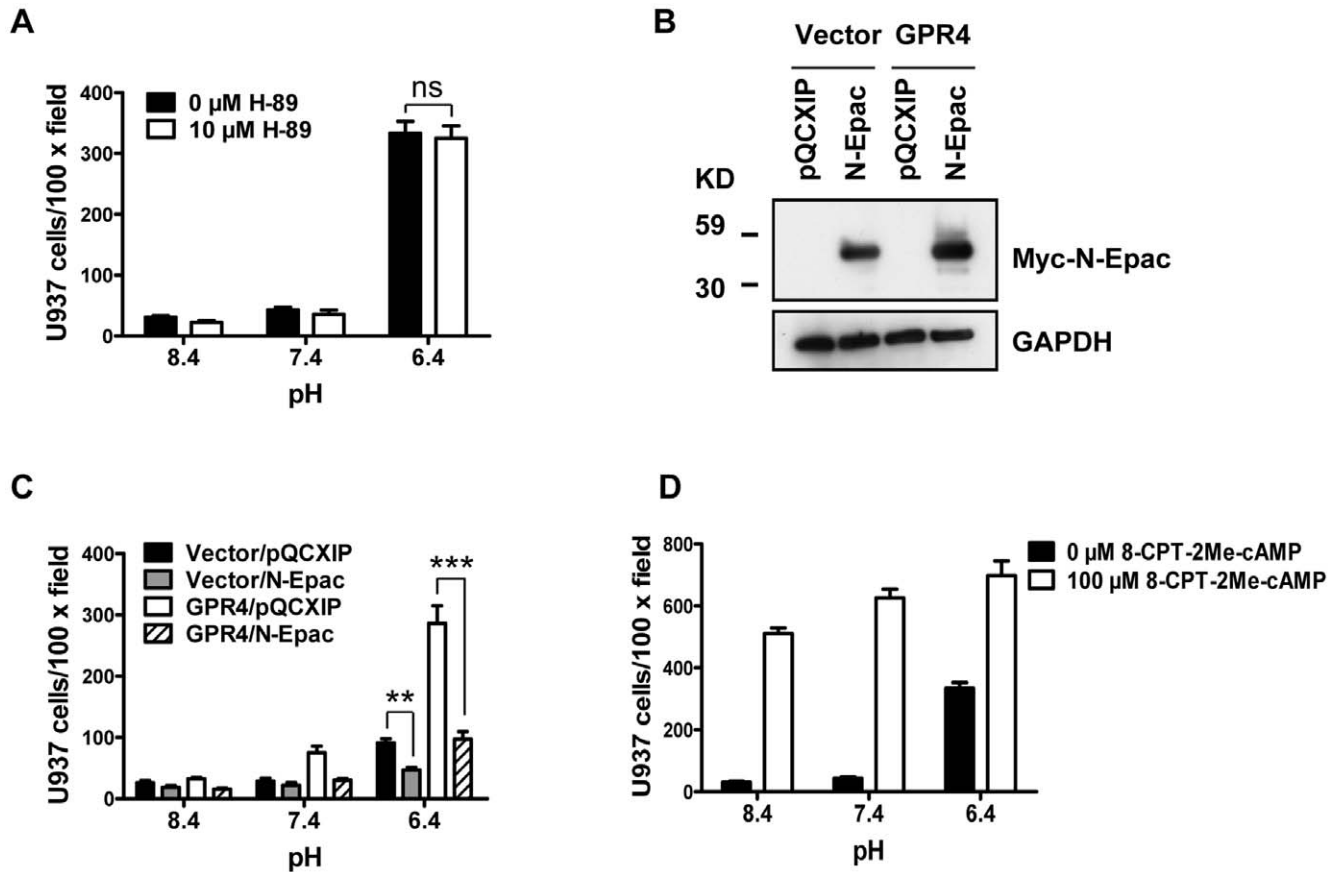 A
U937 cells/100 x field
400
300
200
100
0
0 µM H-89
10 µM H-89
ns
8.4 7.4 6.4
pH
B
Vector GPR4
pQCXIP N-Epac pQCXIP N-Epac
KD
59
30
Myc-N-Epac
GAPDH
C
U937 cells/100 x field
400
300
200
100
0
Vector/pQCXIP
Vector/N-Epac
GPR4/pQCXIP
GPR4/N-Epac
**
***
8.4 7.4 6.4
pH
D
U937 cells/100 x field
800
600
400
200
0
0 µM 8-CPT-2Me-cAMP
100 µM 8-CPT-2Me-cAMP
8.4 7.4 6.4
pH